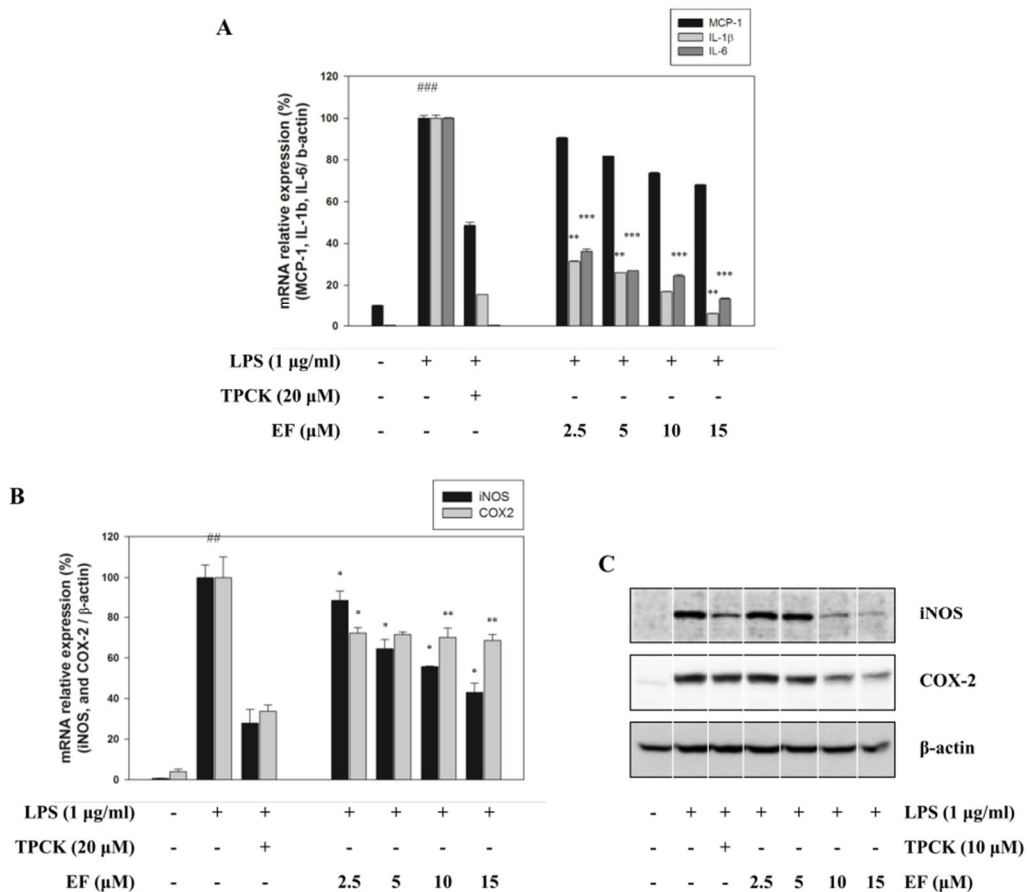 A
MCP-1
IL-1β
IL-6
mRNA relative expression (%)
(MCP-1, IL-1b, IL-6/ b-actin)
120
100
80
60
40
20
0
###
** *** ** *** *** ** ***
LPS (1 μg/ml) - + + + + + +
TPCK (20 μM) - - + - - - -
EF (μM) - - - 2.5 5 10 15
B
iNOS
COX2
mRNA relative expression (%)
(iNOS, and COX-2 / β-actin)
120
100
80
60
40
20
0
##
* * * * ** * **
LPS (1 μg/ml) - + + + + + +
TPCK (20 μM) - - + - - - -
EF (μM) - - - 2.5 5 10 15
C
iNOS
COX-2
β-actin
- + + + + + + LPS (1 μg/ml)
- - + - - - - TPCK (10 μM)
- - - 2.5 5 10 15 EF (μM)